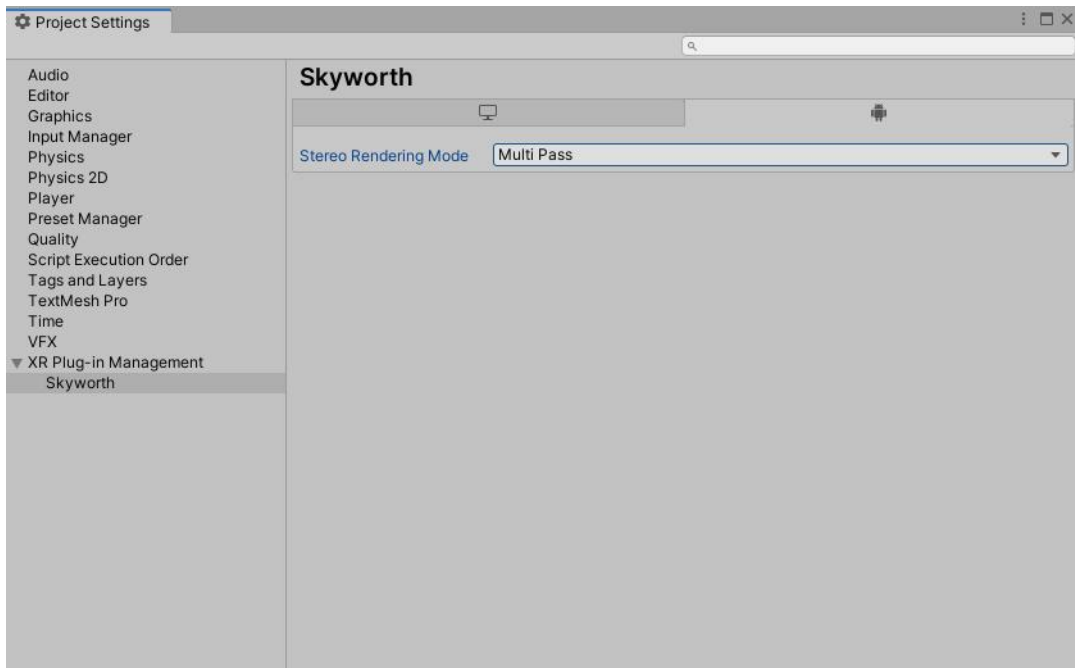 Project Settings
Audio
Editor
Graphics
Input Manager
Physics
Physics 2D
Player
Preset Manager
Quality
Script Execution Order
Tags and Layers
TextMesh Pro
Time
VFX
XR Plug-in Management
Skyworth
Skyworth
Stereo Rendering Mode Multi Pass